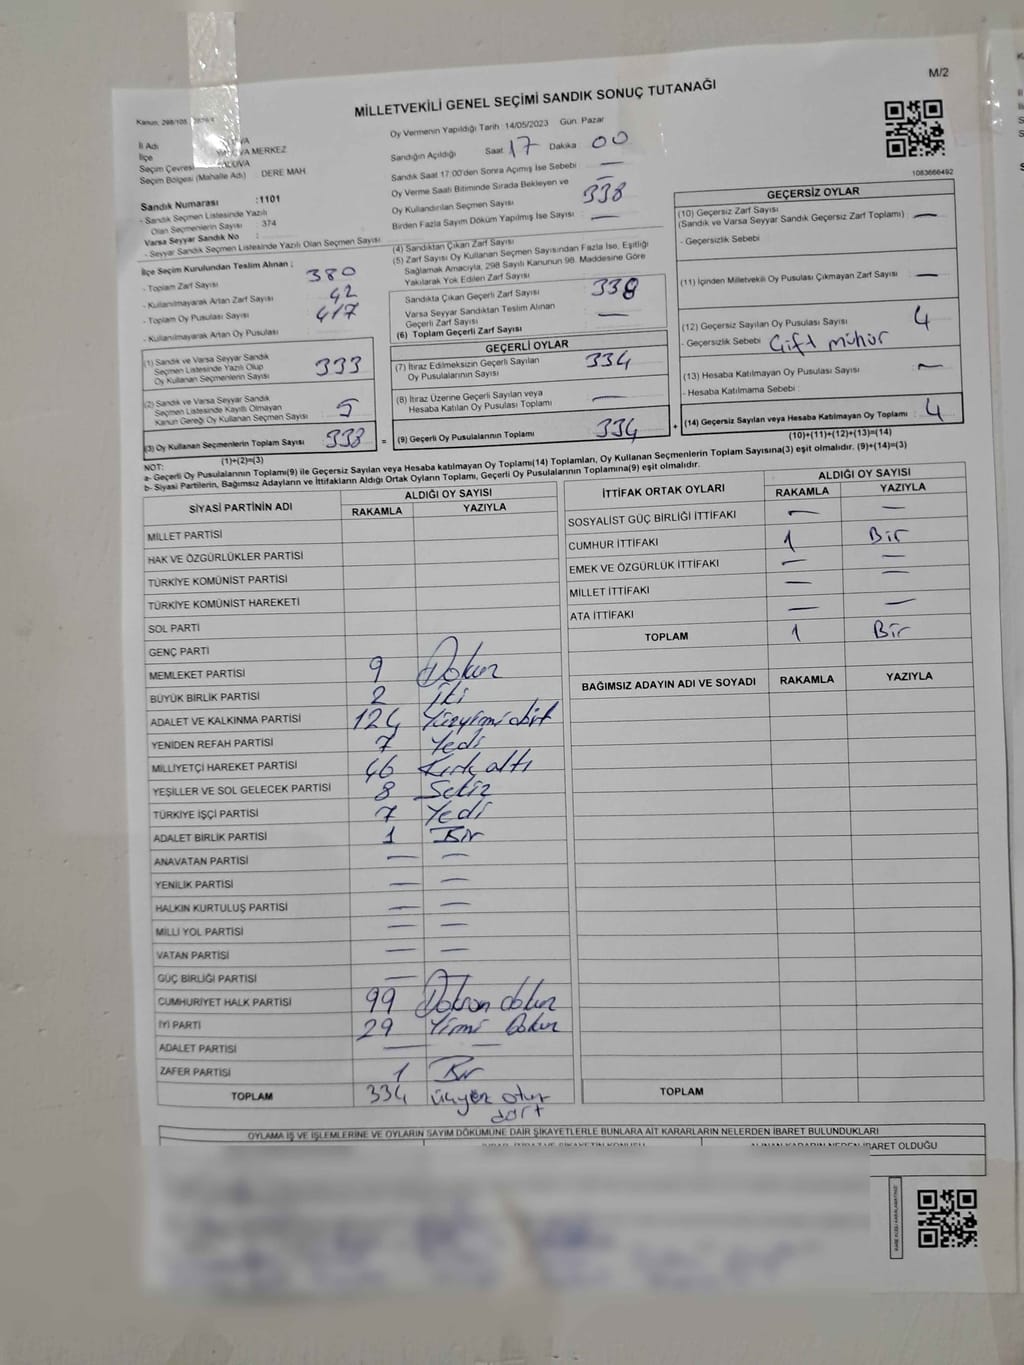 M/2
MİLLETVEKİLİ GENEL SEÇİMİ SANDIK SONUÇ TUTANAĞI
Kanun, 298/105
İl Adı
İlçe MERKEZ
Seçim Çevresi
Seçim Bölgesi (Mahalle Adı) DERE MAH
Sandık Numarası :1101
- Sandık Seçmen Listesinde Yazılı
Olan Seçmenlerin Sayısı 374
Varsa Seyyar Sandık No :
- Seyyar Sandık Seçmen Listesinde Yazılı Olan Seçmen Sayısı
İlçe Seçim Kurulundan Teslim Alınan :
- Toplam Zarf Sayısı 380
- Kullanılmayarak Artan Zarf Sayısı 42
- Toplam Oy Pusulası Sayısı 417
- Kullanılmayarak Artan Oy Pusulası
(1) Sandık ve Varsa Seyyar Sandık
Seçmen Listesinde Yazılı Olup
Oy Kullanan Seçmenlerin Sayısı 333
(2) Sandık ve Varsa Seyyar Sandık
Seçmen Listesinde Kayıtlı Olmayan
Kanun Gereği Oy Kullanan Seçmen Sayısı 5
(3) Oy Kullanan Seçmenlerin Toplam Sayısı 338 =
(1)+(2)=(3)
Oy Vermenin Yapıldığı Tarih :14/05/2023 Gün: Pazar
Sandığın Açıldığı Saat 17 Dakika 00
Sandık Saat 17.00'den Sonra Açılmış İse Sebebi —
Oy Verme Saati Bitiminde Sırada Bekleyen ve
Oy Kullandırılan Seçmen Sayısı 338
Birden Fazla Sayım Döküm Yapılmış İse Sayısı —
(4) Sandıktan Çıkan Zarf Sayısı
(5) Zarf Sayısı Oy Kullanan Seçmen Sayısından Fazla İse, Eşitliği
Sağlamak Amacıyla, 298 Sayılı Kanunun 98. Maddesine Göre
Yakılarak Yok Edilen Zarf Sayısı
Sandıkta Çıkan Geçerli Zarf Sayısı 338
Varsa Seyyar Sandıktan Teslim Alınan
Geçerli Zarf Sayısı —
(6) Toplam Geçerli Zarf Sayısı
GEÇERLİ OYLAR
(7) İtiraz Edilmeksizin Geçerli Sayılan
Oy Pusulalarının Sayısı 334
(8) İtiraz Üzerine Geçerli Sayılan veya
Hesaba Katılan Oy Pusulası Toplamı —
(9) Geçerli Oy Pusulalarının Toplamı 334 +
1083666492
GEÇERSİZ OYLAR
(10) Geçersiz Zarf Sayısı
(Sandık ve Varsa Seyyar Sandık Geçersiz Zarf Toplamı) —
- Geçersizlik Sebebi
(11) İçinden Milletvekili Oy Pusulası Çıkmayan Zarf Sayısı —
(12) Geçersiz Sayılan Oy Pusulası Sayısı 4
- Geçersizlik Sebebi Çift mühür
(13) Hesaba Katılmayan Oy Pusulası Sayısı —
- Hesaba Katılmama Sebebi :
(14) Geçersiz Sayılan veya Hesaba Katılmayan Oy Toplamı 4
(10)+(11)+(12)+(13)=(14)
NOT:
a- Geçerli Oy Pusulalarının Toplamı(9) ile Geçersiz Sayılan veya Hesaba katılmayan Oy Toplamı(14) Toplamları, Oy Kullanan Seçmenlerin Toplam Sayısına(3) eşit olmalıdır. (9)+(14)=(3)
b- Siyasi Partilerin, Bağımsız Adayların ve İttifakların Aldığı Ortak Oyların Toplamı, Geçerli Oy Pusulalarının Toplamına(9) eşit olmalıdır.
SİYASİ PARTİNİN ADI ALDIĞI OY SAYISI
RAKAMLA YAZIYLA
MİLLET PARTİSİ
HAK VE ÖZGÜRLÜKLER PARTİSİ
TÜRKİYE KOMÜNİST PARTİSİ
TÜRKİYE KOMÜNİST HAREKETİ
SOL PARTİ
GENÇ PARTİ
MEMLEKET PARTİSİ 9 Dokuz
BÜYÜK BİRLİK PARTİSİ 2 İki
ADALET VE KALKINMA PARTİSİ 124 Yüzyirmi dört
YENİDEN REFAH PARTİSİ 7 Yedi
MİLLİYETÇİ HAREKET PARTİSİ 46 Kırk altı
YEŞİLLER VE SOL GELECEK PARTİSİ 8 Sekiz
TÜRKİYE İŞÇİ PARTİSİ 7 Yedi
ADALET BİRLİK PARTİSİ 1 Bir
ANAVATAN PARTİSİ — —
YENİLİK PARTİSİ — —
HALKIN KURTULUŞ PARTİSİ — —
MİLLİ YOL PARTİSİ — —
VATAN PARTİSİ — —
GÜÇ BİRLİĞİ PARTİSİ — —
CUMHURİYET HALK PARTİSİ 99 Doksan dokuz
İYİ PARTİ 29 Yirmi Dokuz
ADALET PARTİSİ — —
ZAFER PARTİSİ 1 Bir
TOPLAM 334 üçyüz otuz
dört
İTTİFAK ORTAK OYLARI ALDIĞI OY SAYISI
RAKAMLA YAZIYLA
SOSYALİST GÜÇ BİRLİĞİ İTTİFAKI — —
CUMHUR İTTİFAKI 1 Bir
EMEK VE ÖZGÜRLÜK İTTİFAKI — —
MİLLET İTTİFAKI — —
ATA İTTİFAKI — —
TOPLAM 1 Bir
BAĞIMSIZ ADAYIN ADI VE SOYADI RAKAMLA YAZIYLA
TOPLAM
OYLAMA İŞ VE İŞLEMLERİNE VE OYLARIN SAYIM DÖKÜMÜNE DAİR ŞİKAYETLERLE BUNLARA AİT KARARLARIN NELERDEN İBARET BULUNDUKLARI
ALINAN KARARIN NEDEN İBARET OLDUĞU